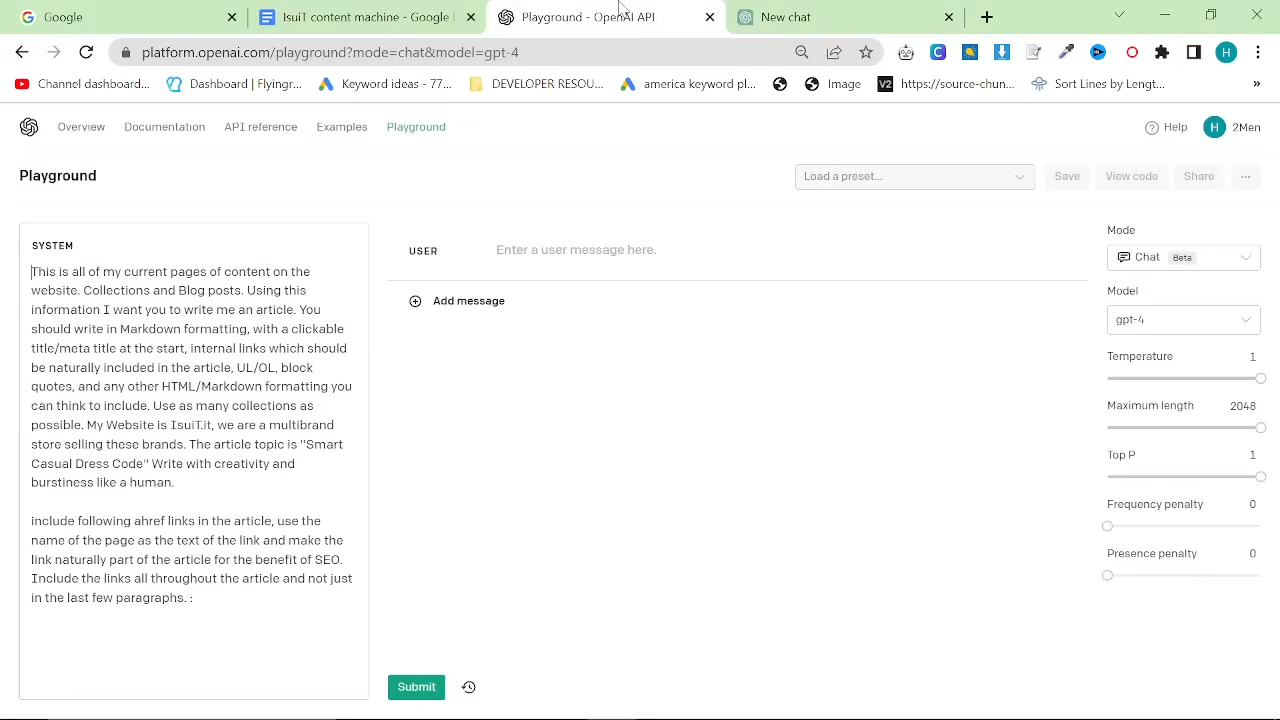 Google
Isuit content machine - Google
Playground - OpenAI API
New chat
platform.openai.com/playground?mode=chat&model=gpt-4
H
Channel dashboard...
Dashboard | Flyingr...
Keyword ideas - 77...
DEVELOPER RESOU...
america keyword pl...
Image
V2
https://source-chun...
Sort Lines by Lengt...
»
Overview
Documentation
API reference
Examples
Playground
Help
H
2Men
Playground
Load a preset...
Save
View code
Share
...
SYSTEM
This is all of my current pages of content on the
website. Collections and Blog posts. Using this
information I want you to write me an article. You
should write in Markdown formatting, with a clickable
title/meta title at the start, internal links which should
be naturally included in the article, UL/OL, block
quotes, and any other HTML/Markdown formatting you
can think to include. Use as many collections as
possible. My Website is IsuiT.it, we are a multibrand
store selling these brands. The article topic is "Smart
Casual Dress Code" Write with creativity and
burstiness like a human.
include following ahref links in the article, use the
name of the page as the text of the link and make the
link naturally part of the article for the benefit of SEO.
Include the links all throughout the article and not just
in the last few paragraphs. :
USER
Enter a user message here.
Add message
Submit
Mode
Chat Beta
Model
gpt-4
Temperature 1
Maximum length 2048
Top P 1
Frequency penalty 0
Presence penalty 0